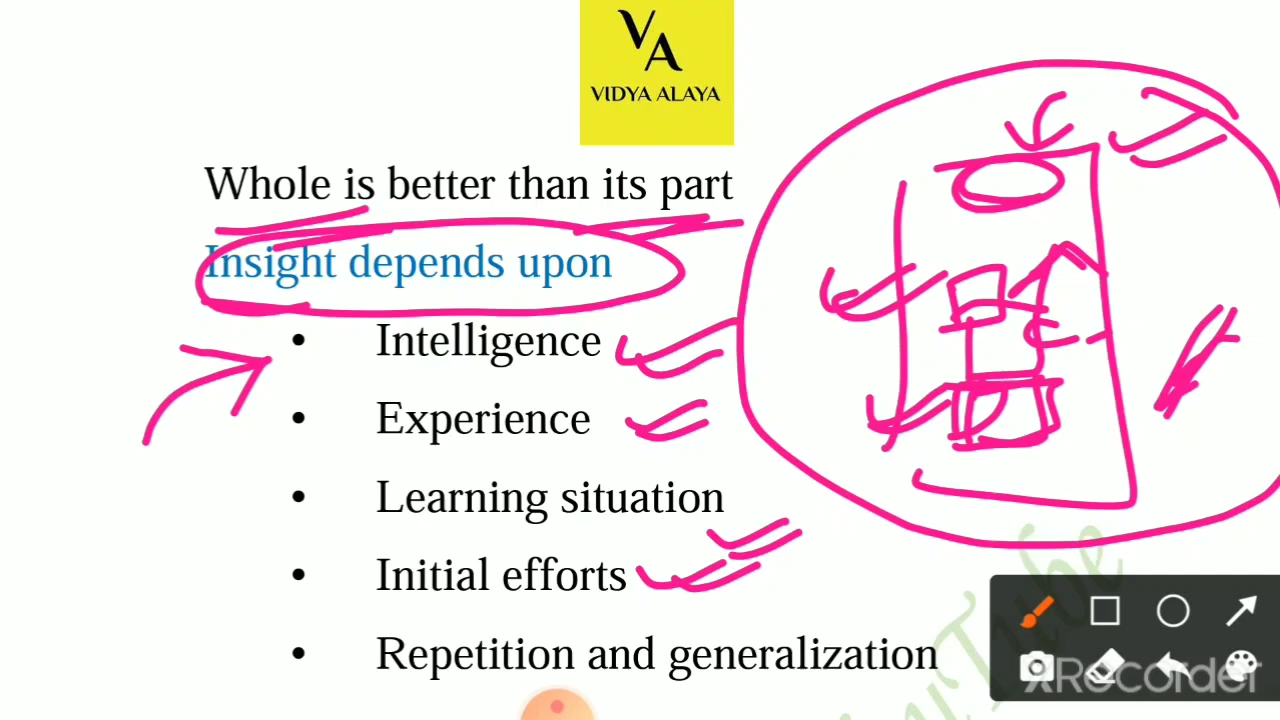 VA
VIDYA ALAYA
Whole is better than its part
Insight depends upon
• Intelligence
• Experience
• Learning situation
• Initial efforts
• Repetition and generalization
XRecorder